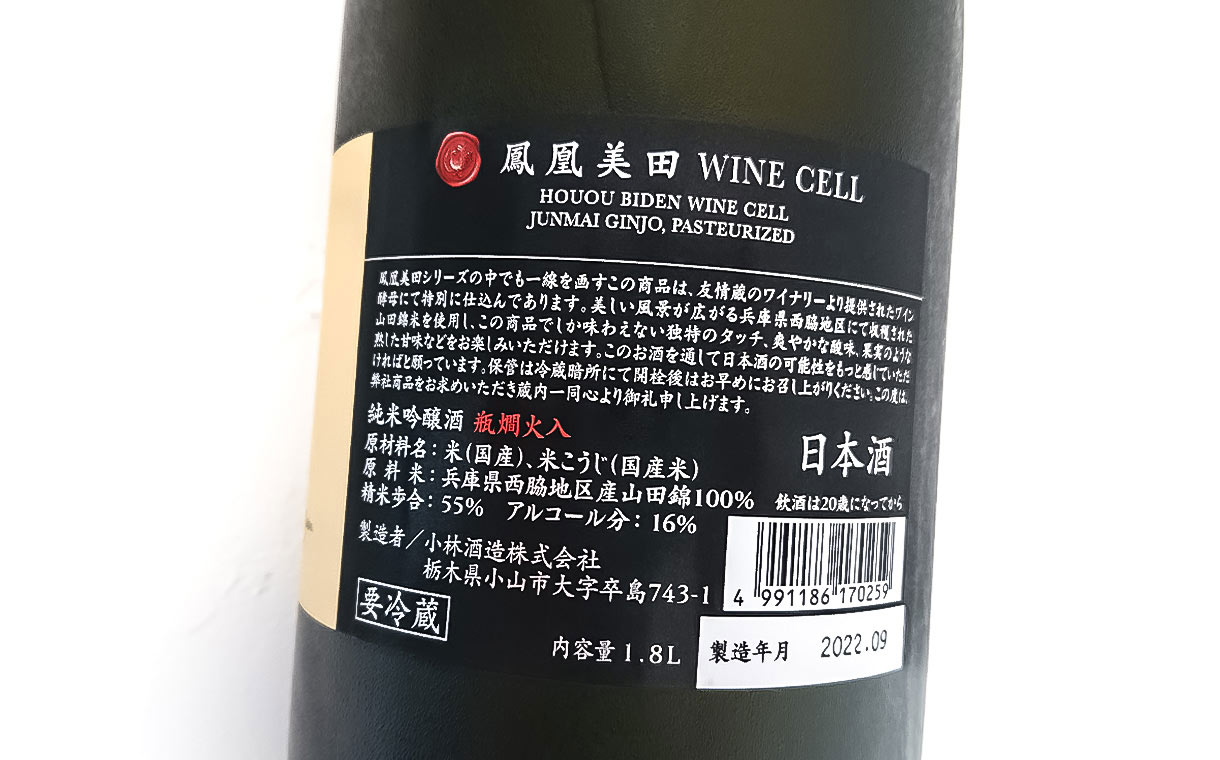 鳳凰美田 WINE CELL
HOUOU BIDEN WINE CELL
JUNMAI GINJO, PASTEURIZED
鳳凰美田シリーズの中でも一線を画すこの商品は、友情蔵のワイナリーより提供されたワイン
酵母にて特別に仕込んであります。美しい風景が広がる兵庫県西脇地区にて収穫された
山田錦米を使用し、この商品でしか味わえない独特のタッチ、爽やかな酸味、果実のような
熟した甘味などをお楽しみいただけます。このお酒を通して日本酒の可能性をもっと感じていただ
ければと願っています。保管は冷蔵暗所にて開栓後はお早めにお召し上がりください。この度は、
弊社商品をお求めいただき蔵内一同心より御礼申し上げます。
純米吟醸酒 瓶燗火入
原材料名：米(国産)、米こうじ(国産米)
原料米：兵庫県西脇地区産山田錦100%
精米歩合：55% アルコール分：16%
日本酒
飲酒は20歳になってから
製造者／小林酒造株式会社
栃木県小山市大字卒島743-1
4 991186 170259
要冷蔵
内容量 1.8L
製造年月 2022.09